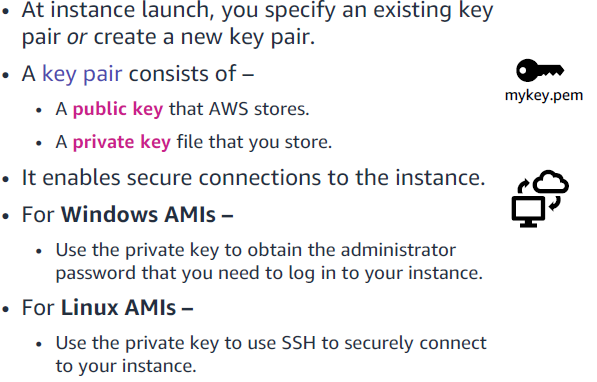 • At instance launch, you specify an existing key
pair or create a new key pair.
• A key pair consists of –
• A public key that AWS stores.
• A private key file that you store.
• It enables secure connections to the instance.
• For Windows AMIs –
• Use the private key to obtain the administrator
password that you need to log in to your instance.
• For Linux AMIs –
• Use the private key to use SSH to securely connect
to your instance.
mykey.pem